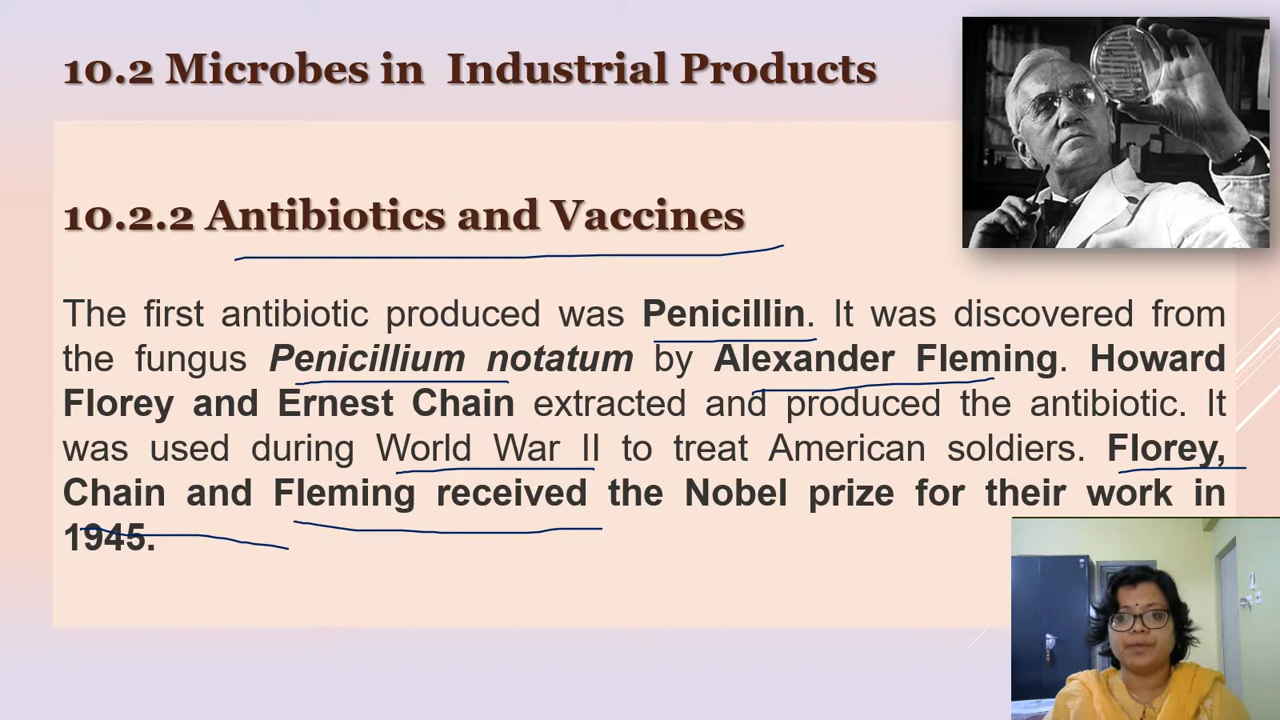 10.2 Microbes in Industrial Products
10.2.2 Antibiotics and Vaccines
The first antibiotic produced was Penicillin. It was discovered from
the fungus Penicillium notatum by Alexander Fleming. Howard
Florey and Ernest Chain extracted and produced the antibiotic. It
was used during World War II to treat American soldiers. Florey,
Chain and Fleming received the Nobel prize for their work in
1945.